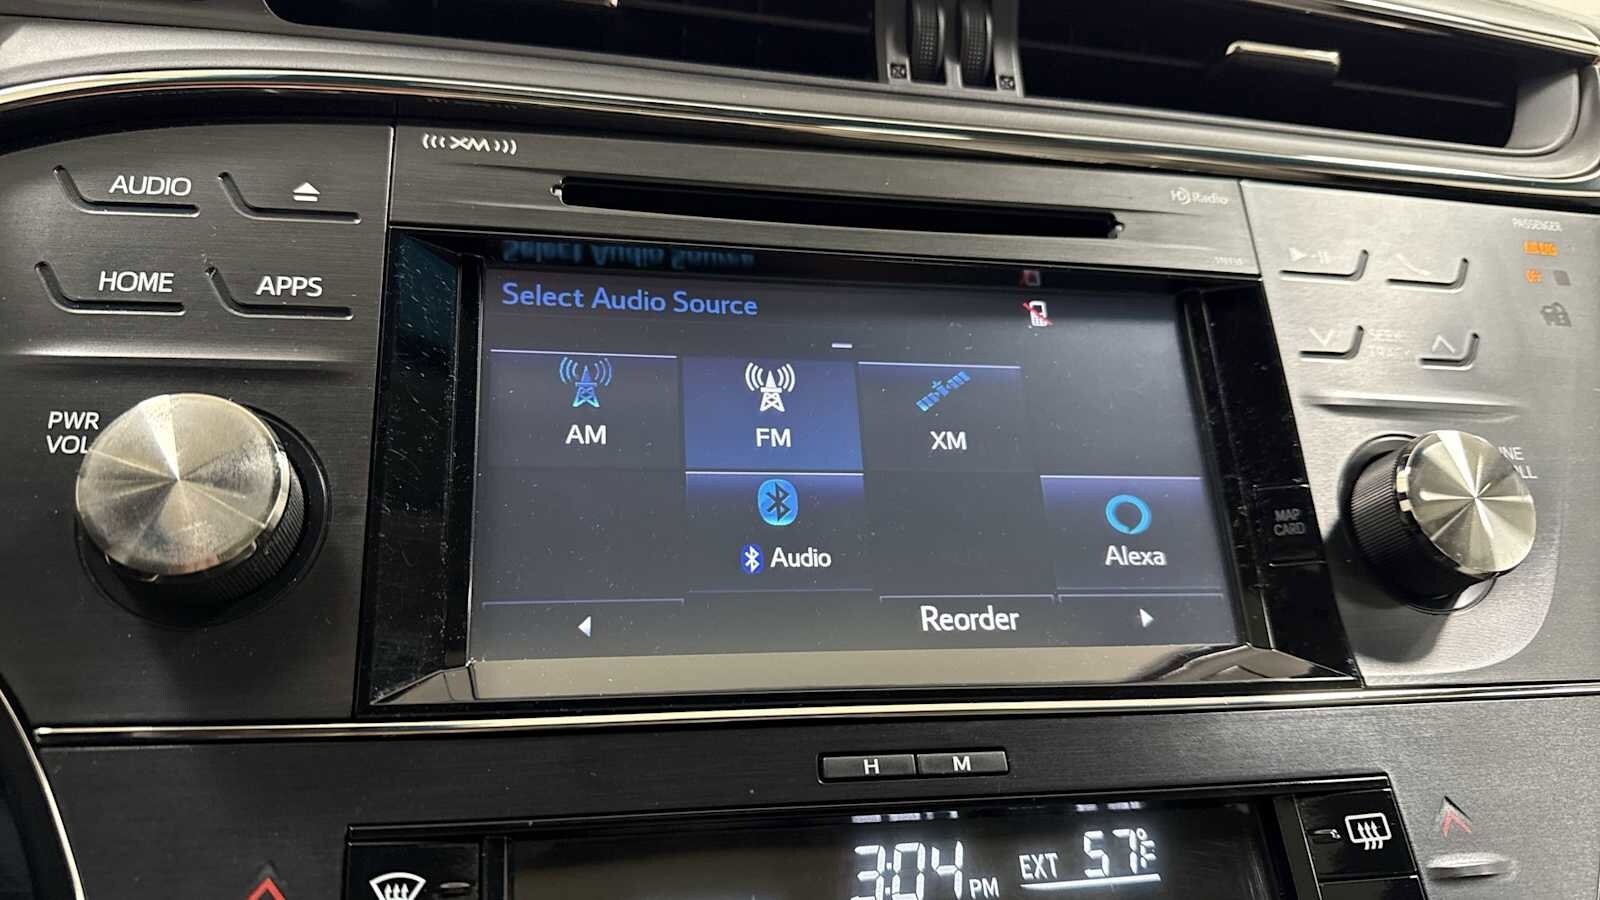 (((XM)))
HD Radio
AUDIO
HOME
APPS
PWR
VOL
Select Audio Source
AM
FM
XM
Audio
Alexa
Reorder
PASSENGER
SEEK
TRACK
MAP
CARD
H
M
3:04 PM
EXT 57°F